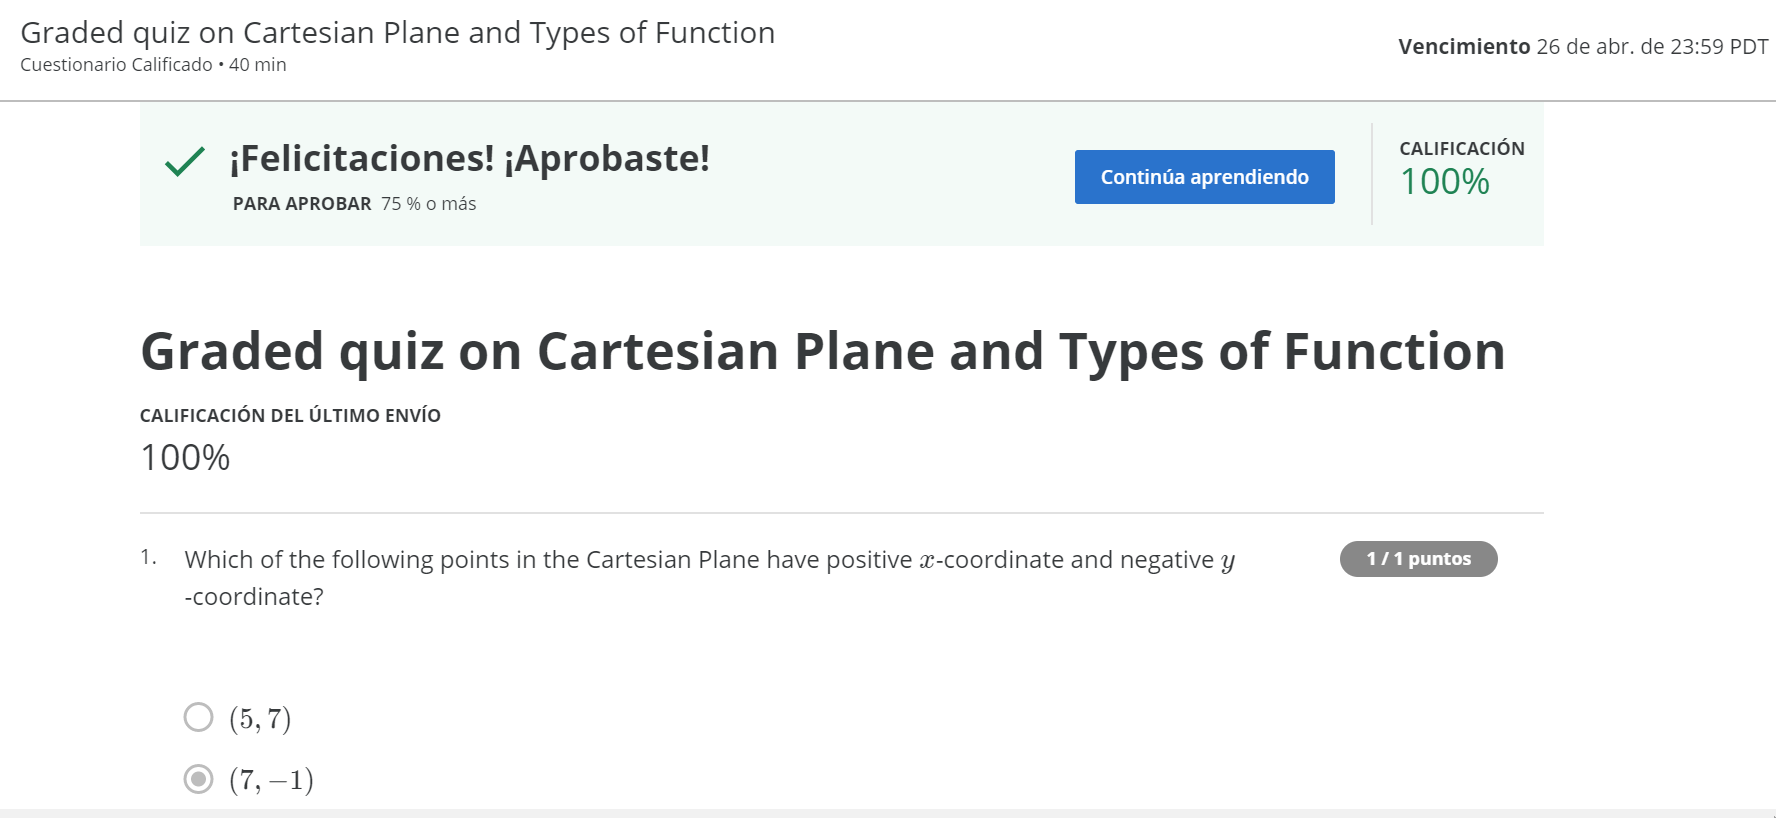 Graded quiz on Cartesian Plane and Types of Function
Cuestionario Calificado • 40 min
Vencimiento 26 de abr. de 23:59 PDT
¡Felicitaciones! ¡Aprobaste!
PARA APROBAR 75 % o más
Continúa aprendiendo
CALIFICACIÓN
100%
Graded quiz on Cartesian Plane and Types of Function
CALIFICACIÓN DEL ÚLTIMO ENVÍO
100%
1. Which of the following points in the Cartesian Plane have positive x-coordinate and negative y
-coordinate?
1 / 1 puntos
(5, 7)
(7, −1)